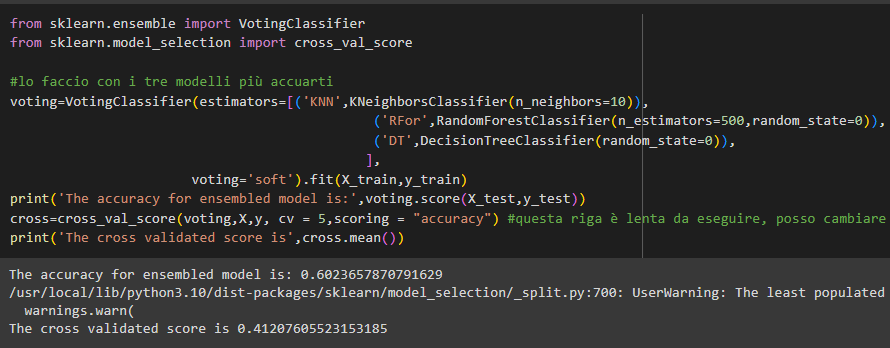 from sklearn.ensemble import VotingClassifier
from sklearn.model_selection import cross_val_score
#lo faccio con i tre modelli più accuarti
voting=VotingClassifier(estimators=[('KNN',KNeighborsClassifier(n_neighbors=10)),
('RFor',RandomForestClassifier(n_estimators=500,random_state=0)),
('DT',DecisionTreeClassifier(random_state=0)),
],
voting='soft').fit(X_train,y_train)
print('The accuracy for ensembled model is:',voting.score(X_test,y_test))
cross=cross_val_score(voting,X,y, cv = 5,scoring = "accuracy") #questa riga è lenta da eseguire, posso cambiare
print('The cross validated score is',cross.mean())
The accuracy for ensembled model is: 0.6023657870791629
/usr/local/lib/python3.10/dist-packages/sklearn/model_selection/_split.py:700: UserWarning: The least populated
warnings.warn(
The cross validated score is 0.41207605523153185